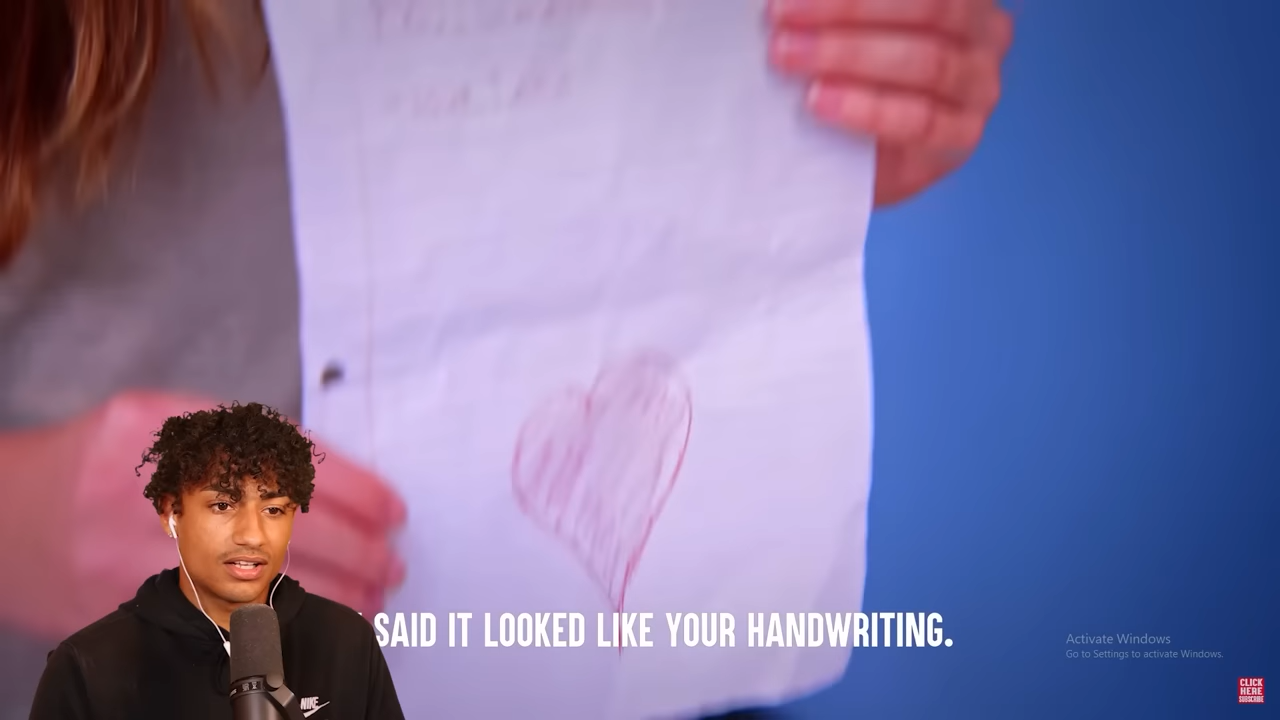 SAID IT LOOKED LIKE YOUR HANDWRITING.
Activate Windows
Go to Settings to activate Windows.
NIKE
CLICK
HERE
SUBSCRIBE